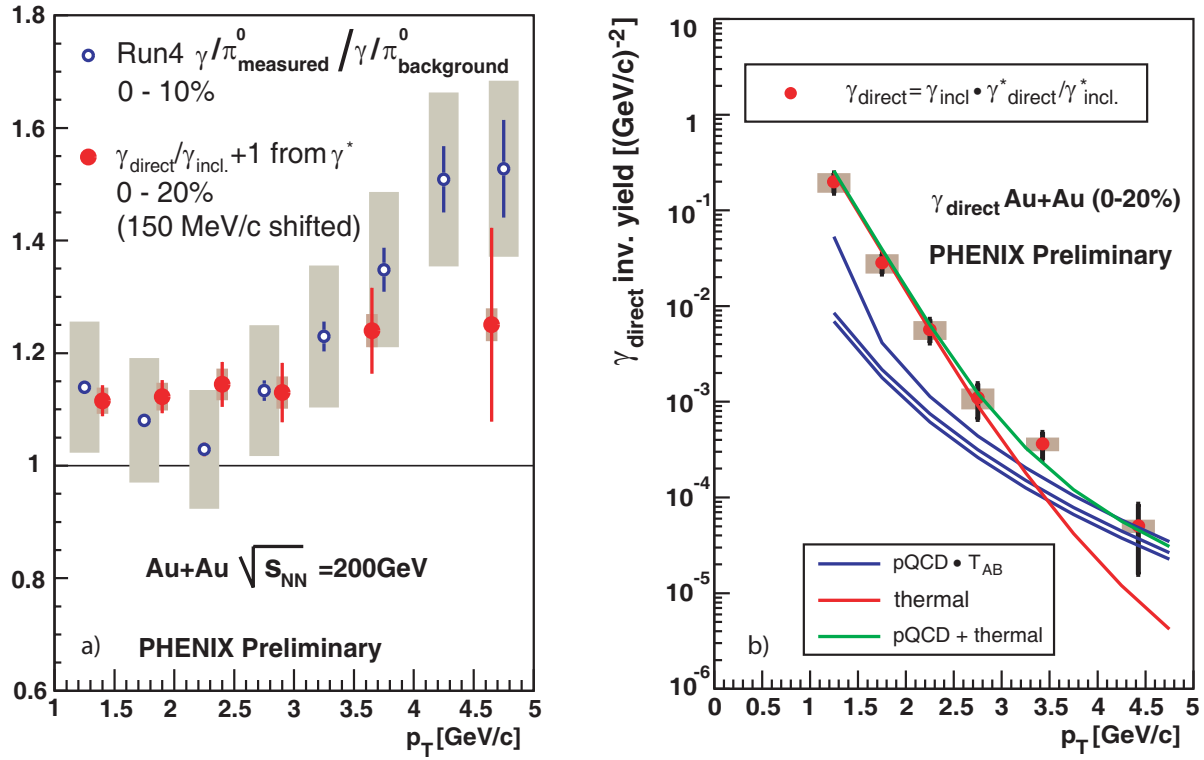 Run4 γ/π⁰measured / γ/π⁰background
0 - 10%
γdirect/γincl.+1 from γ*
0 - 20%
(150 MeV/c shifted)
Au+Au √sNN =200GeV
a)
PHENIX Preliminary
1.8
1.6
1.4
1.2
1
0.8
0.6
1 1.5 2 2.5 3 3.5 4 4.5 5
pT [GeV/c]
b)
γdirect inv. yield [(GeV/c)-2]
γdirect=γincl•γ*direct/γ*incl.
γdirect Au+Au (0-20%)
PHENIX Preliminary
pQCD • TAB
thermal
pQCD + thermal
10
1
10-1
10-2
10-3
10-4
10-5
10-6
0 0.5 1 1.5 2 2.5 3 3.5 4 4.5 5
pT [GeV/c]